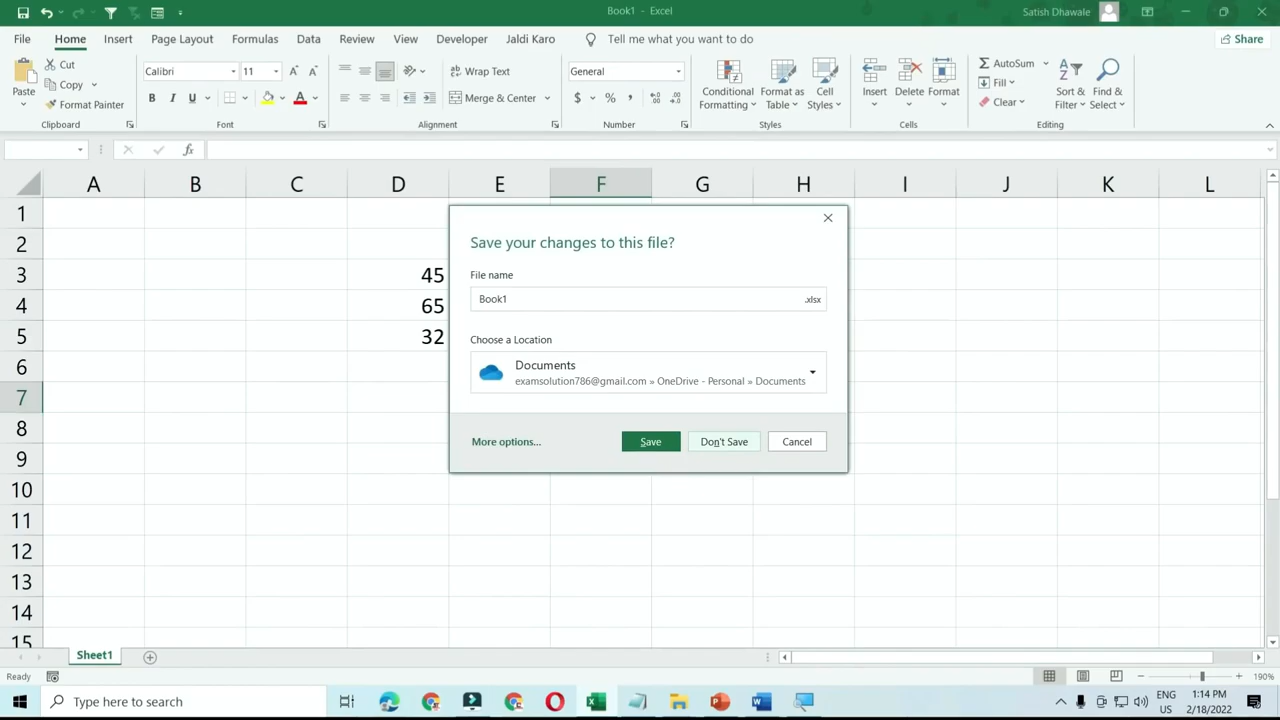 Book1 - Excel
Satish Dhawale
File Home Insert Page Layout Formulas Data Review View Developer Jaldi Karo Tell me what you want to do Share
Paste
Cut
Copy
Format Painter
Clipboard
Calibri 11
B I U
Font
Wrap Text
Merge & Center
Alignment
General
$ % ,
Number
Conditional Formatting
Format as Table
Cell Styles
Styles
Insert
Delete
Format
Cells
AutoSum
Fill
Clear
Sort & Filter
Find & Select
Editing
fx
A B C D E F G H I J K L
1
2
3 45
4 65
5 32
6
7
8
9
10
11
12
13
14
15
Save your changes to this file?
File name
Book1 .xlsx
Choose a Location
Documents
examsolution786@gmail.com » OneDrive - Personal » Documents
More options... Save Don't Save Cancel
Sheet1
Ready
190%
Type here to search
ENG
US
1:14 PM
2/18/2022